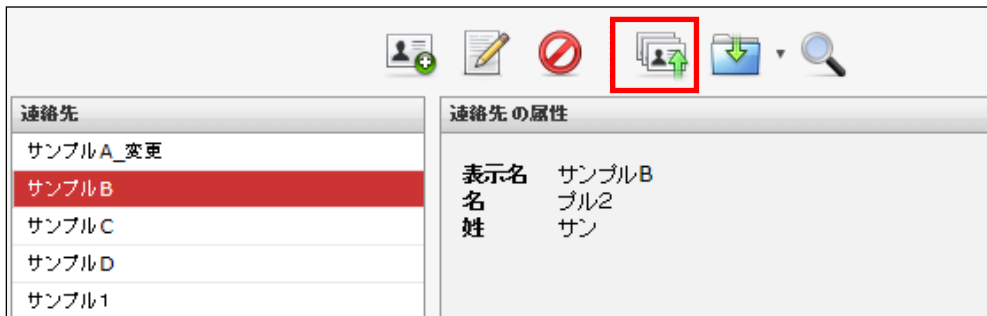 連絡先
サンプルA_変更
サンプルB
サンプルC
サンプルD
サンプル1
連絡先の属性
表示名 サンプルB
名 プル2
姓 サン